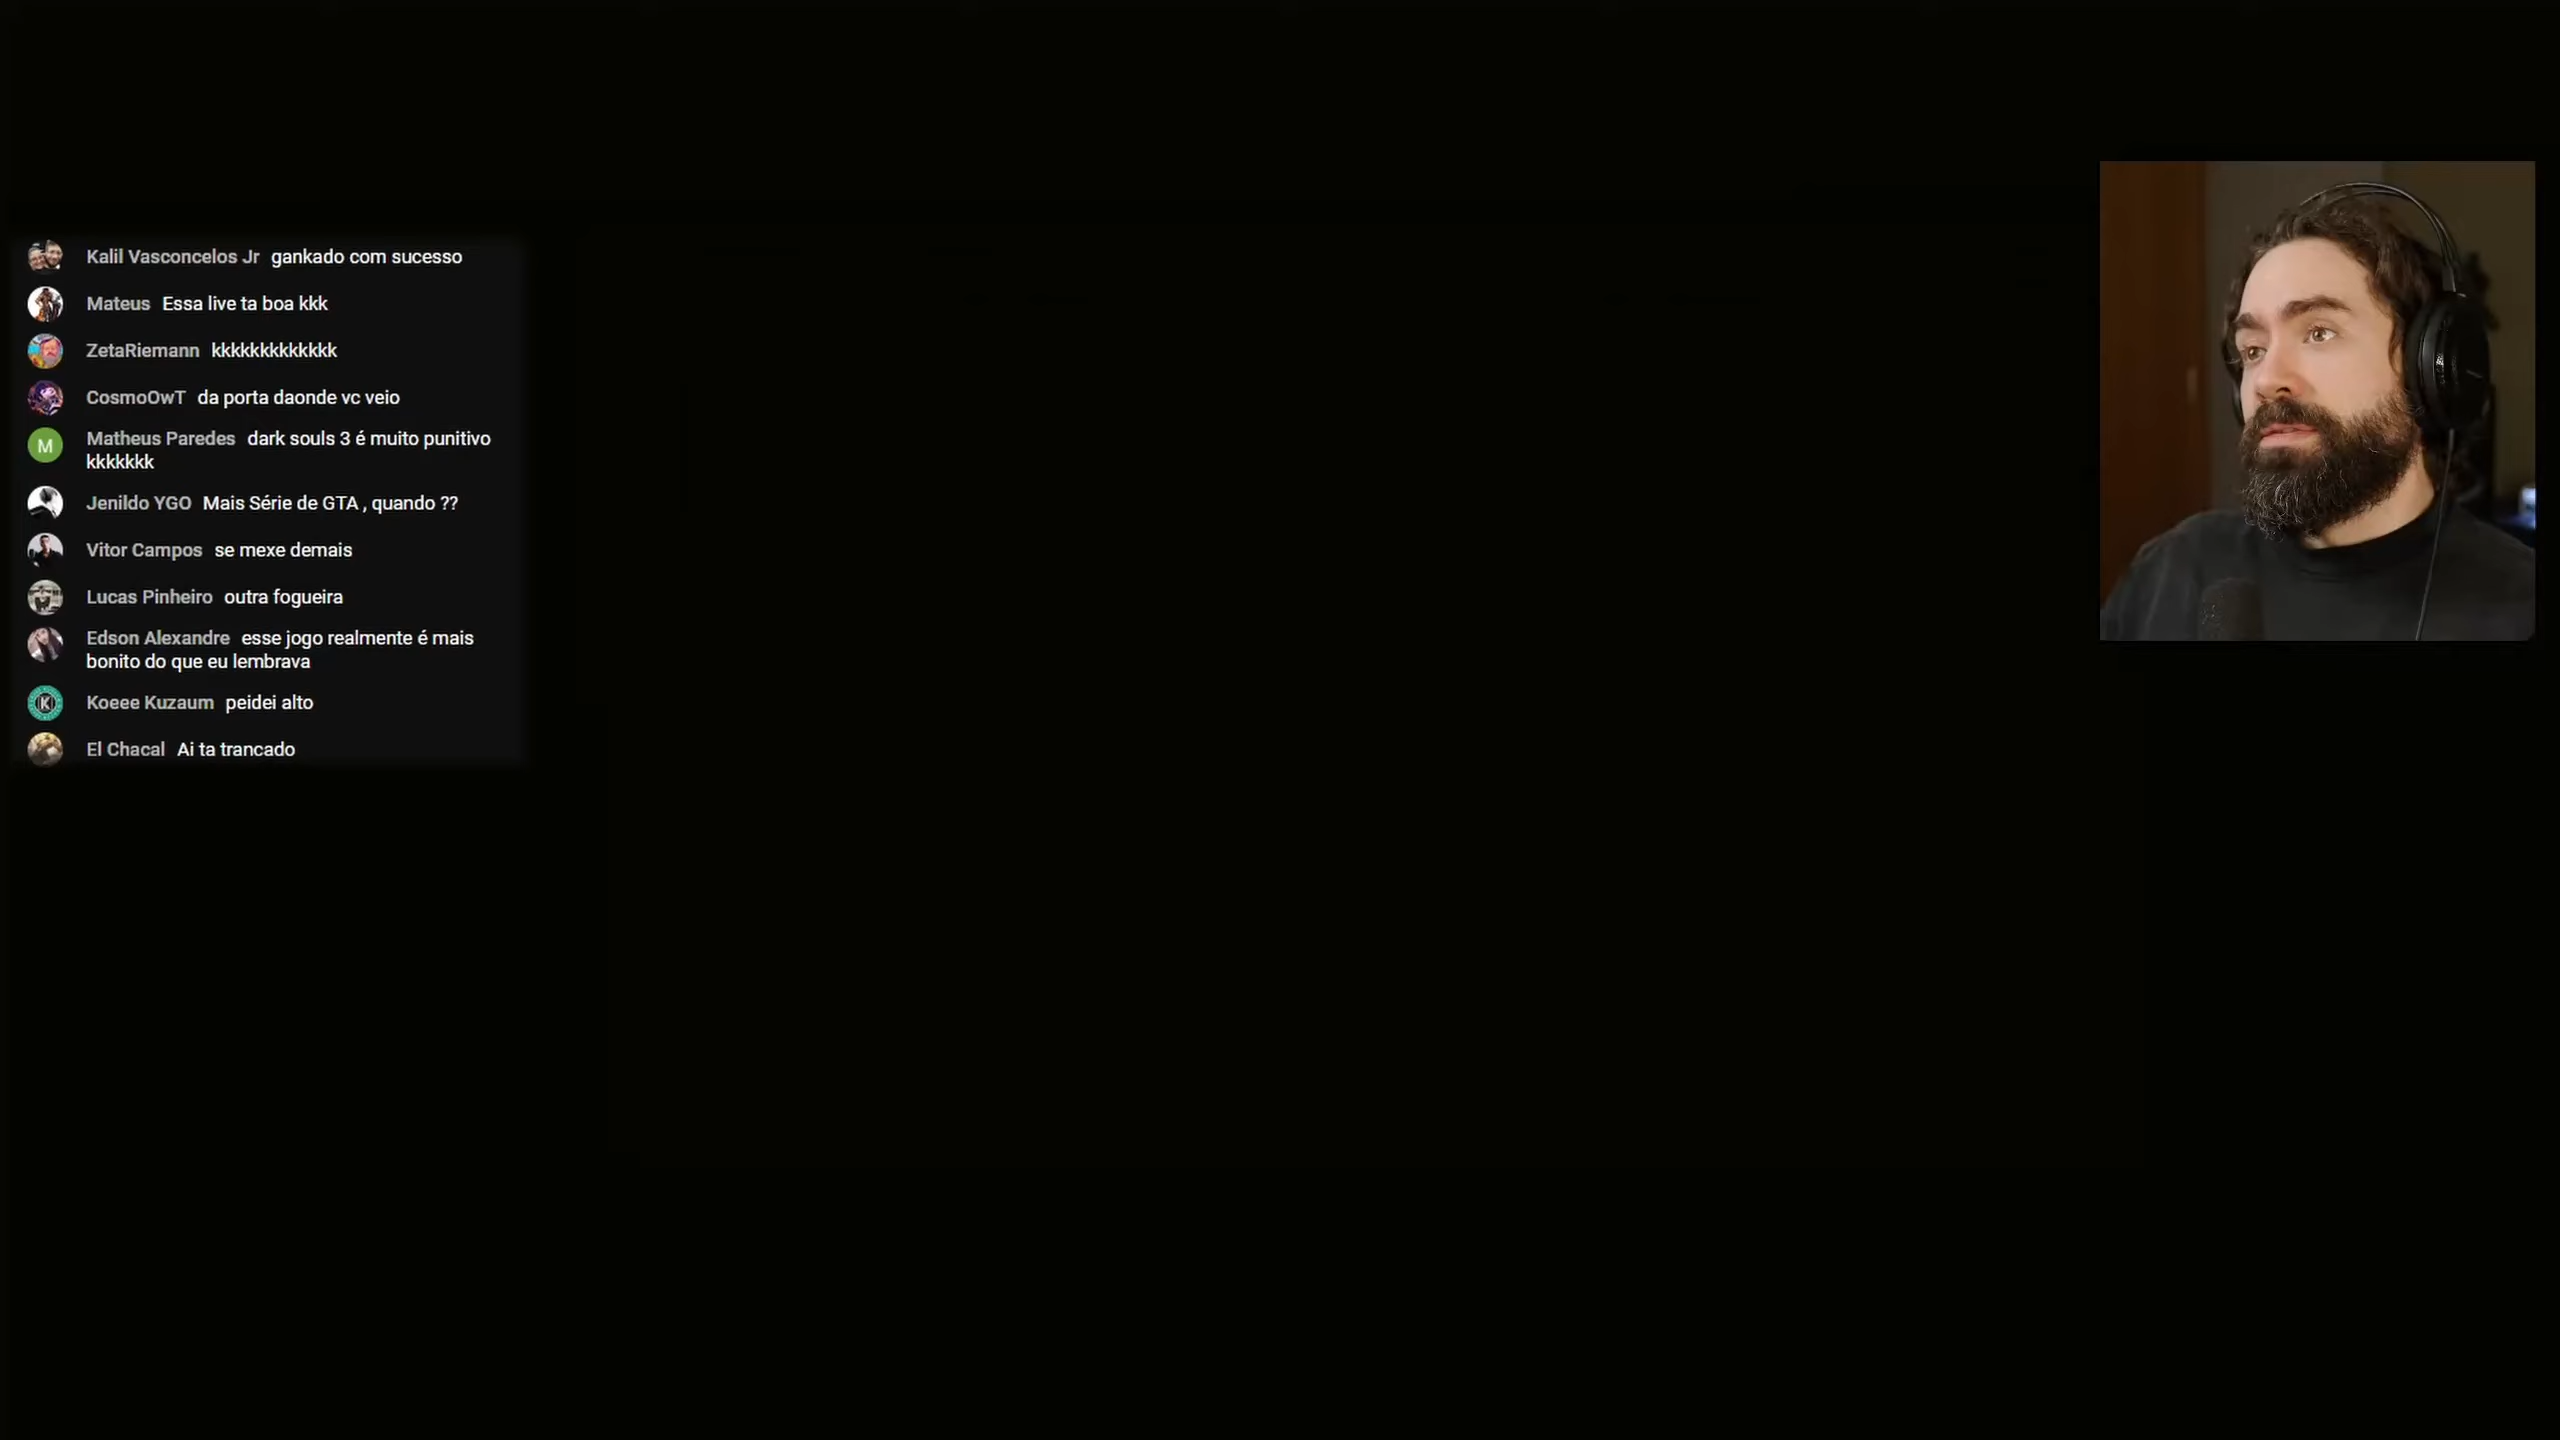 Kalil Vasconcelos Jr gankado com sucesso
Mateus Essa live ta boa kkk
ZetaRiemann kkkkkkkkkkkkk
CosmoOwT da porta daonde vc veio
M Matheus Paredes dark souls 3 é muito punitivo
kkkkkkk
Jenildo YGO Mais Série de GTA , quando ??
Vitor Campos se mexe demais
Lucas Pinheiro outra fogueira
Edson Alexandre esse jogo realmente é mais
bonito do que eu lembrava
K Koeee Kuzaum peidei alto
El Chacal Ai ta trancado